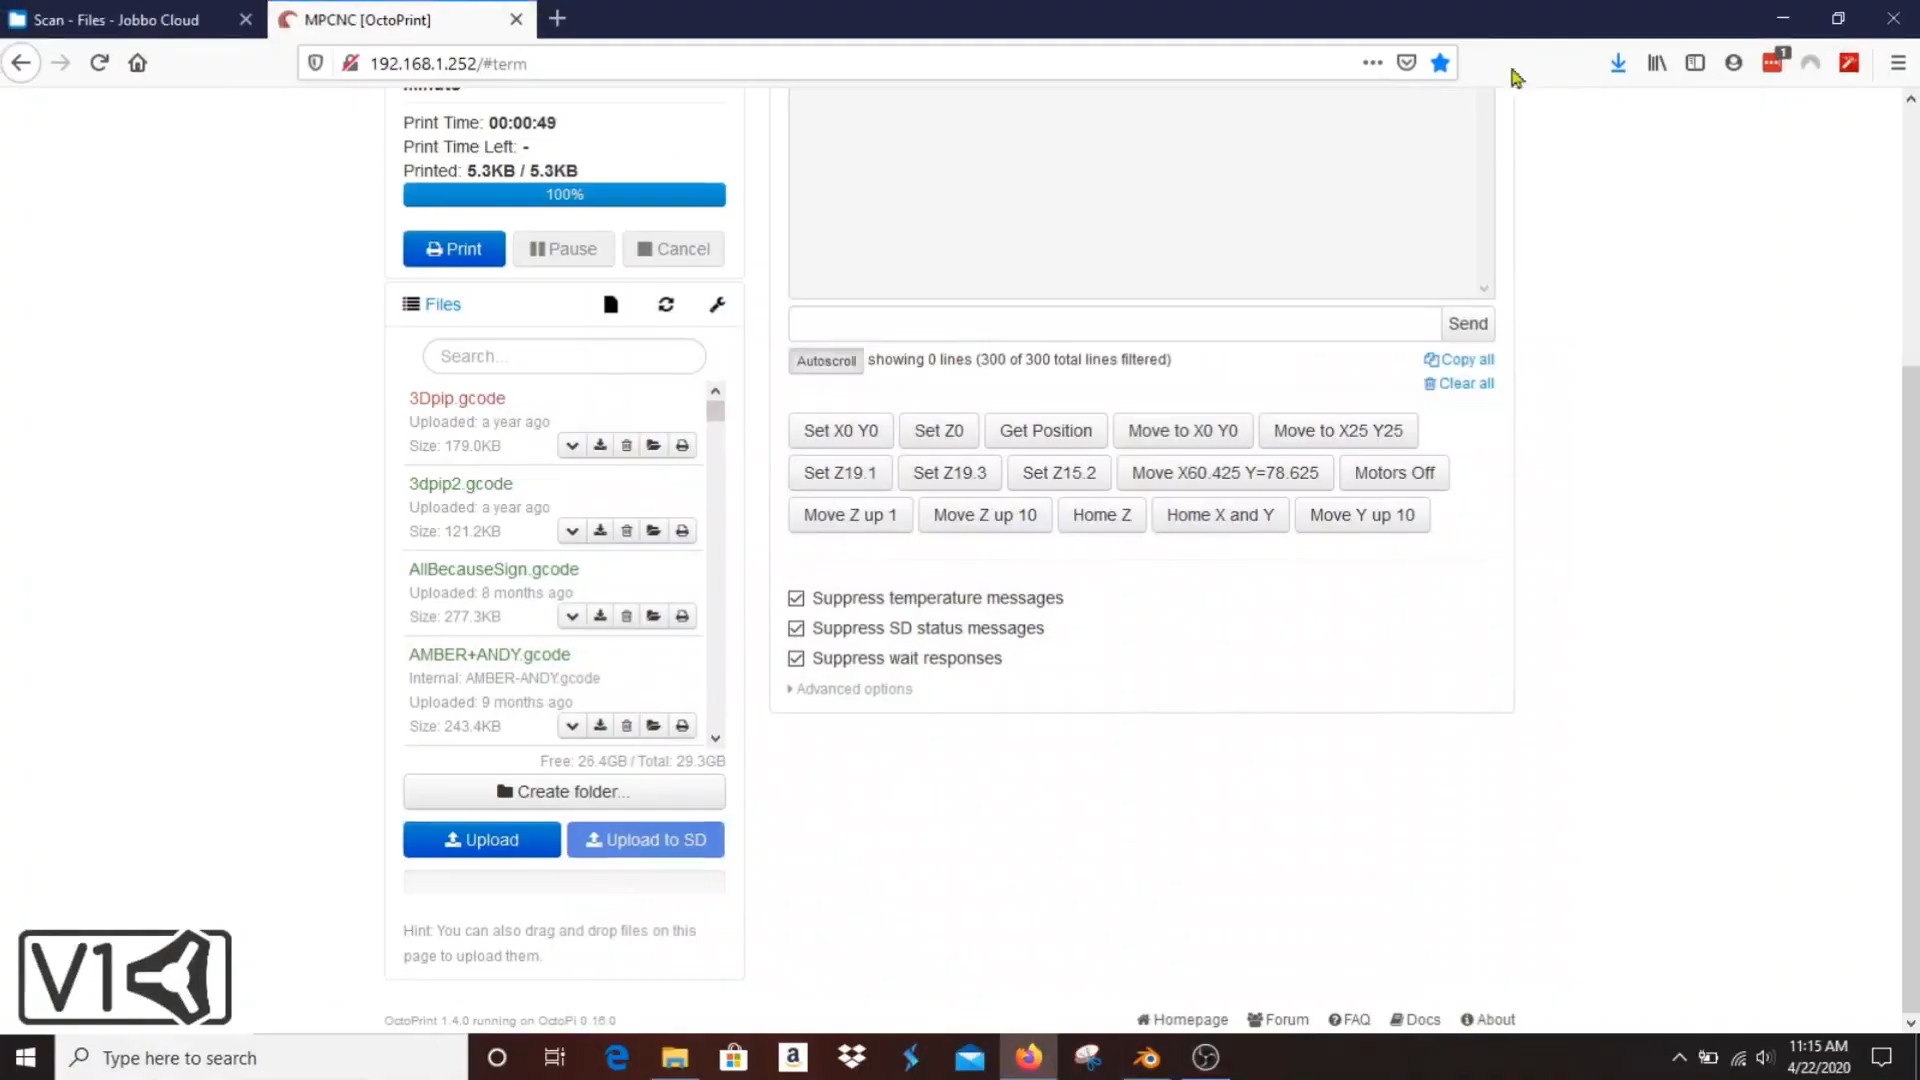 Scan - Files - Jobbo Cloud
MPCNC [OctoPrint]
192.168.1.252/#term
1
minute
Print Time: 00:00:49
Print Time Left: -
Printed: 5.3KB / 5.3KB
100%
Print
Pause
Cancel
Files
Search...
3Dpip.gcode
Uploaded: a year ago
Size: 179.0KB
3dpip2.gcode
Uploaded: a year ago
Size: 121.2KB
AllBecauseSign.gcode
Uploaded: 8 months ago
Size: 277.3KB
AMBER+ANDY.gcode
Internal: AMBER-ANDY.gcode
Uploaded: 9 months ago
Size: 243.4KB
Free: 26.4GB / Total: 29.3GB
Create folder...
Upload
Upload to SD
Hint: You can also drag and drop files on this
page to upload them.
Send
Autoscroll showing 0 lines (300 of 300 total lines filtered)
Copy all
Clear all
Set X0 Y0 Set Z0 Get Position Move to X0 Y0 Move to X25 Y25
Set Z19.1 Set Z19.3 Set Z15.2 Move X60.425 Y=78.625 Motors Off
Move Z up 1 Move Z up 10 Home Z Home X and Y Move Y up 10
Suppress temperature messages
Suppress SD status messages
Suppress wait responses
Advanced options
V1
OctoPrint 1.4.0 running on OctoPi 0.16.0
Homepage Forum FAQ Docs About
Type here to search
11:15 AM
4/22/2020